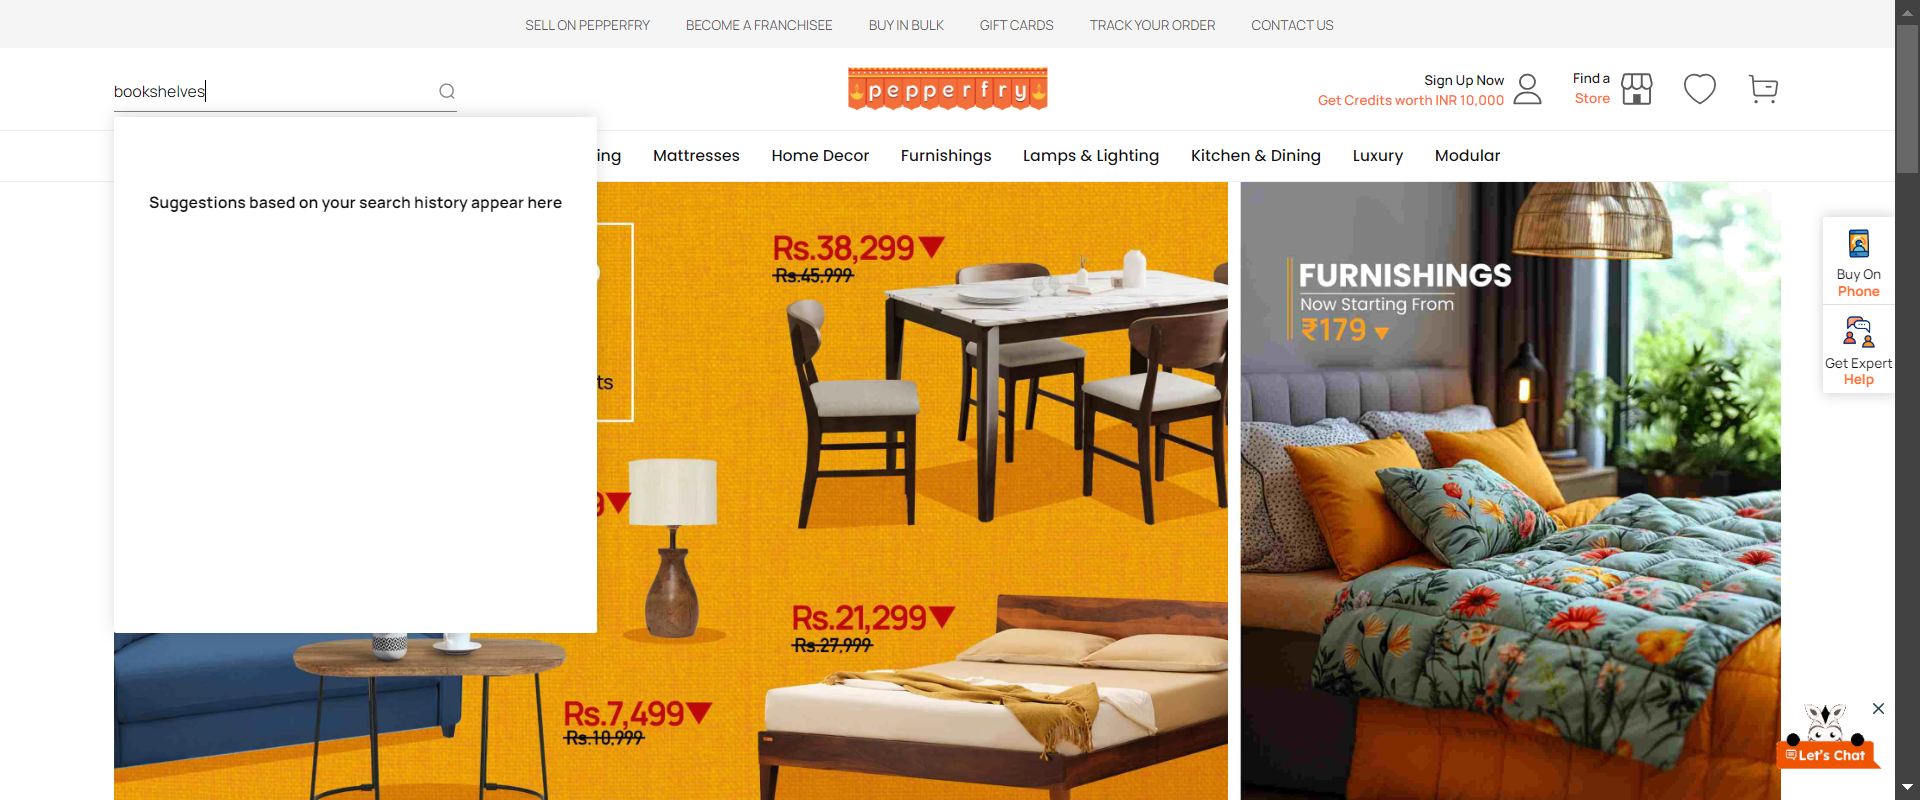 SELL ON PEPPERFRY
BECOME A FRANCHISEE
BUY IN BULK
GIFT CARDS
TRACK YOUR ORDER
CONTACT US
bookshelves
pepperfry
Sign Up Now
Get Credits worth INR 10,000
Find a
Store
ing
Mattresses
Home Decor
Furnishings
Lamps & Lighting
Kitchen & Dining
Luxury
Modular
Suggestions based on your search history appear here
Rs.38,299
Rs.45,999
ts
9
Rs.21,299
Rs.27,999
Rs.7,499
Rs.10,999
FURNISHINGS
Now Starting From
₹179
Buy On
Phone
Get Expert
Help
Let's Chat